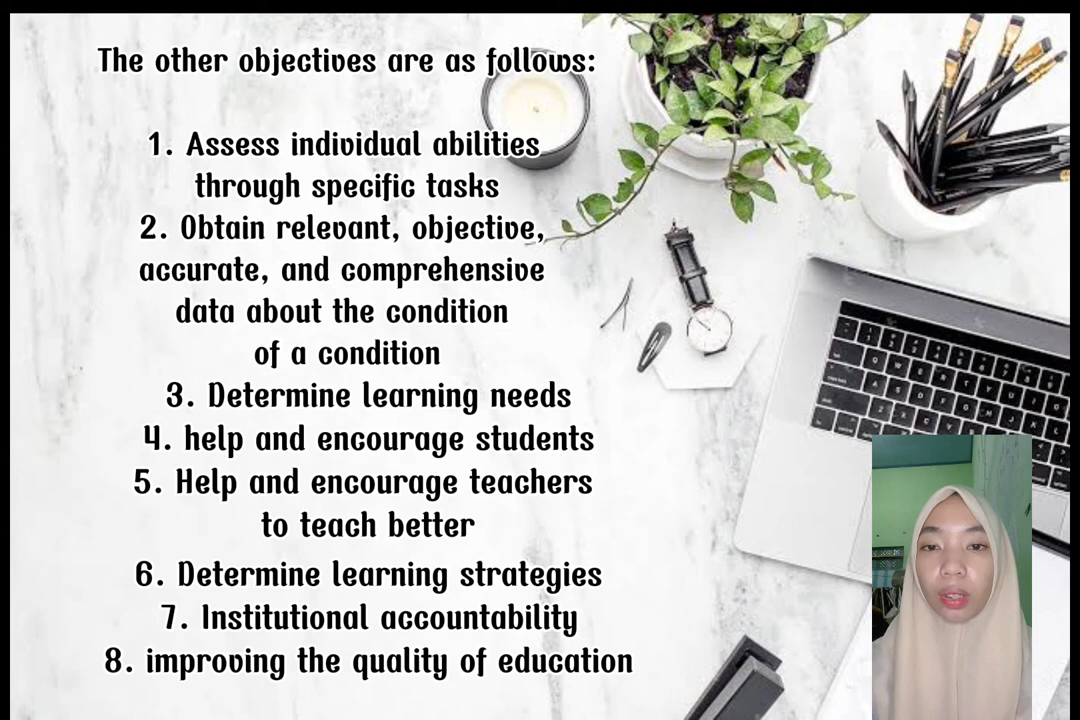 The other objectives are as follows:
1. Assess individual abilities
through specific tasks
2. Obtain relevant, objective,
accurate, and comprehensive
data about the condition
of a condition
3. Determine learning needs
4. help and encourage students
5. Help and encourage teachers
to teach better
6. Determine learning strategies
7. Institutional accountability
8. improving the quality of education